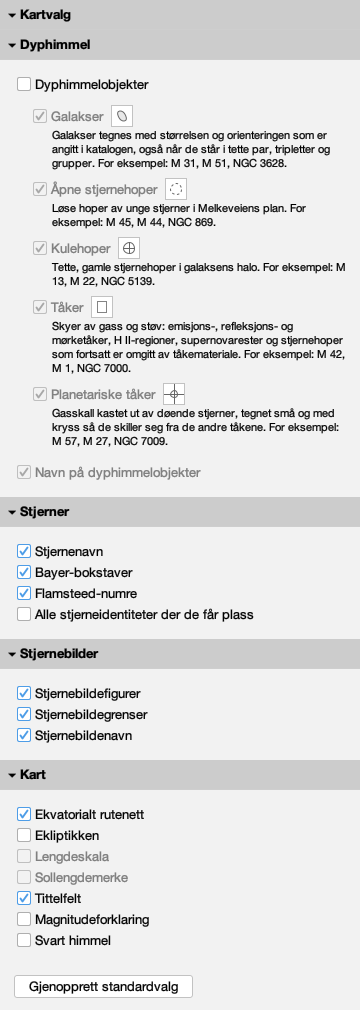 Kartvalg
Dyphimmel
Dyphimmelobjekter
Galakser
Galakser tegnes med størrelsen og orienteringen som er
angitt i katalogen, også når de står i tette par, tripletter og
grupper. For eksempel: M 31, M 51, NGC 3628.
Åpne stjernehoper
Løse hoper av unge stjerner i Melkeveiens plan. For
eksempel: M 45, M 44, NGC 869.
Kulehoper
Tette, gamle stjernehoper i galaksens halo. For eksempel: M
13, M 22, NGC 5139.
Tåker
Skyer av gass og støv: emisjons-, refleksjons- og
mørketåker, H II-regioner, supernovarester og stjernehoper
som fortsatt er omgitt av tåkemateriale. For eksempel: M 42,
M 1, NGC 7000.
Planetariske tåker
Gasskall kastet ut av døende stjerner, tegnet små og med
kryss så de skiller seg fra de andre tåkene. For eksempel:
M 57, M 27, NGC 7009.
Navn på dyphimmelobjekter
Stjerner
Stjernenavn
Bayer-bokstaver
Flamsteed-numre
Alle stjerneidentiteter der de får plass
Stjernebilder
Stjernebildefigurer
Stjernebildegrenser
Stjernebildenavn
Kart
Ekvatorialt rutenett
Ekliptikken
Lengdeskala
Sollengdemerke
Tittelfelt
Magnitudeforklaring
Svart himmel
Gjenopprett standardvalg